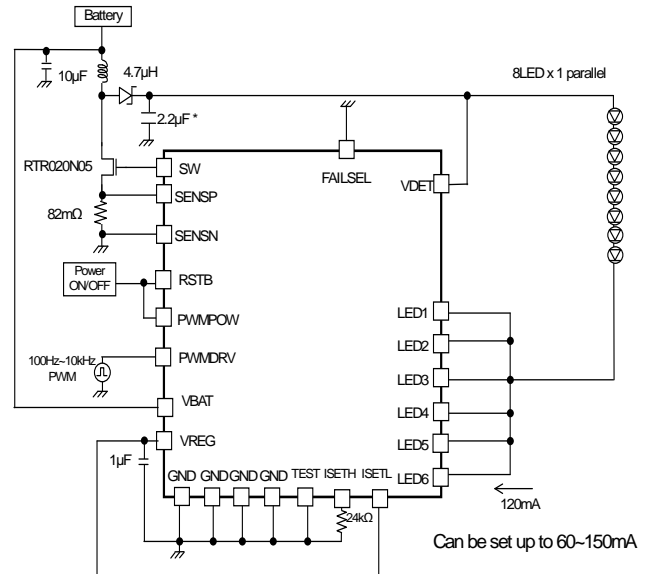 Battery
10µF
4.7µH
8LED x 1 parallel
2.2µF *
RTR020N05
SW
FAILSEL
VDET
SENSP
82mΩ
SENSN
Power
ON/OFF
RSTB
PWMPOW
LED1
LED2
100Hz~10kHz
PWM
PWMDRV
LED3
VBAT
LED4
VREG
LED5
1µF
GND GND GND GND TEST ISETH ISETL
LED6
24kΩ
120mA
Can be set up to 60~150mA